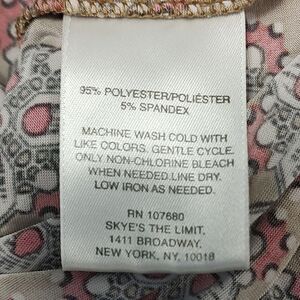 95% POLYESTER/POLIÉSTER
5% SPANDEX
MACHINE WASH COLD WITH
LIKE COLORS. GENTLE CYCLE.
ONLY NON-CHLORINE BLEACH
WHEN NEEDED.LINE DRY.
LOW IRON AS NEEDED.
RN 107680
SKYE'S THE LIMIT,
1411 BROADWAY,
NEW YORK, NY, 10018